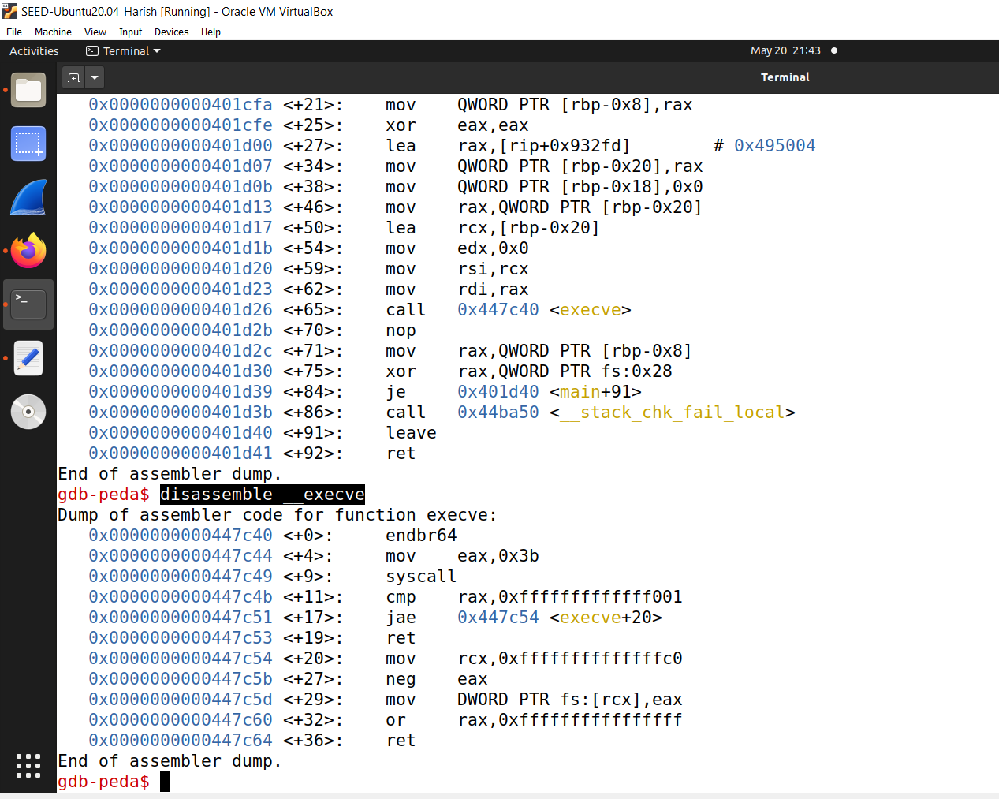 SEED-Ubuntu20.04_Harish [Running] - Oracle VM VirtualBox
File Machine View Input Devices Help
Activities Terminal May 20 21:43
Terminal
0x0000000000401cfa <+21>: mov QWORD PTR [rbp-0x8],rax
0x0000000000401cfe <+25>: xor eax,eax
0x0000000000401d00 <+27>: lea rax,[rip+0x932fd] # 0x495004
0x0000000000401d07 <+34>: mov QWORD PTR [rbp-0x20],rax
0x0000000000401d0b <+38>: mov QWORD PTR [rbp-0x18],0x0
0x0000000000401d13 <+46>: mov rax,QWORD PTR [rbp-0x20]
0x0000000000401d17 <+50>: lea rcx,[rbp-0x20]
0x0000000000401d1b <+54>: mov edx,0x0
0x0000000000401d20 <+59>: mov rsi,rcx
0x0000000000401d23 <+62>: mov rdi,rax
0x0000000000401d26 <+65>: call 0x447c40 <execve>
0x0000000000401d2b <+70>: nop
0x0000000000401d2c <+71>: mov rax,QWORD PTR [rbp-0x8]
0x0000000000401d30 <+75>: xor rax,QWORD PTR fs:0x28
0x0000000000401d39 <+84>: je 0x401d40 <main+91>
0x0000000000401d3b <+86>: call 0x44ba50 <__stack_chk_fail_local>
0x0000000000401d40 <+91>: leave
0x0000000000401d41 <+92>: ret
End of assembler dump.
gdb-peda$ disassemble __execve
Dump of assembler code for function execve:
0x0000000000447c40 <+0>: endbr64
0x0000000000447c44 <+4>: mov eax,0x3b
0x0000000000447c49 <+9>: syscall
0x0000000000447c4b <+11>: cmp rax,0xfffffffffffff001
0x0000000000447c51 <+17>: jae 0x447c54 <execve+20>
0x0000000000447c53 <+19>: ret
0x0000000000447c54 <+20>: mov rcx,0xffffffffffffffc0
0x0000000000447c5b <+27>: neg eax
0x0000000000447c5d <+29>: mov DWORD PTR fs:[rcx],eax
0x0000000000447c60 <+32>: or rax,0xffffffffffffffff
0x0000000000447c64 <+36>: ret
End of assembler dump.
gdb-peda$